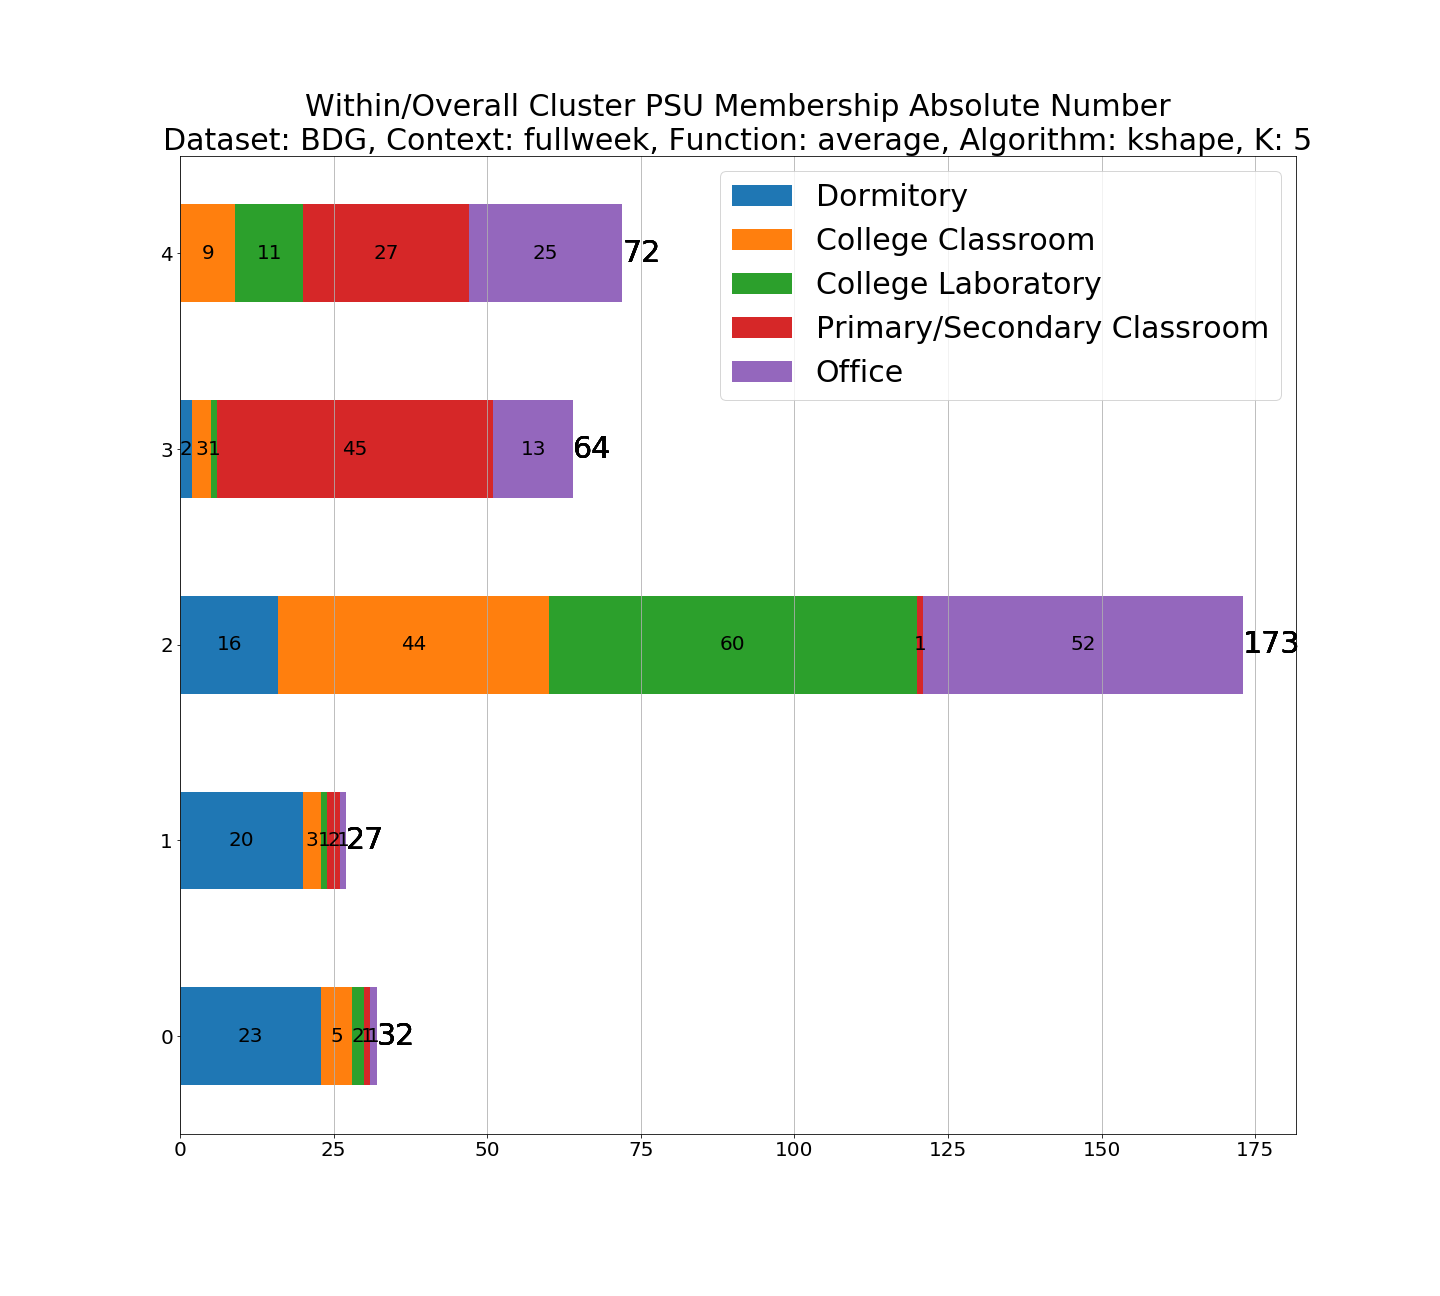 Within/Overall Cluster PSU Membership Absolute Number
Dataset: BDG, Context: fullweek, Function: average, Algorithm: kshape, K: 5
Dormitory
College Classroom
College Laboratory
Primary/Secondary Classroom
Office
4 9 11 27 25 72
3 2 3 1 45 13 64
2 16 44 60 1 52 173
1 20 3 1 2 1 27
0 23 5 2 1 1 32
0 25 50 75 100 125 150 175